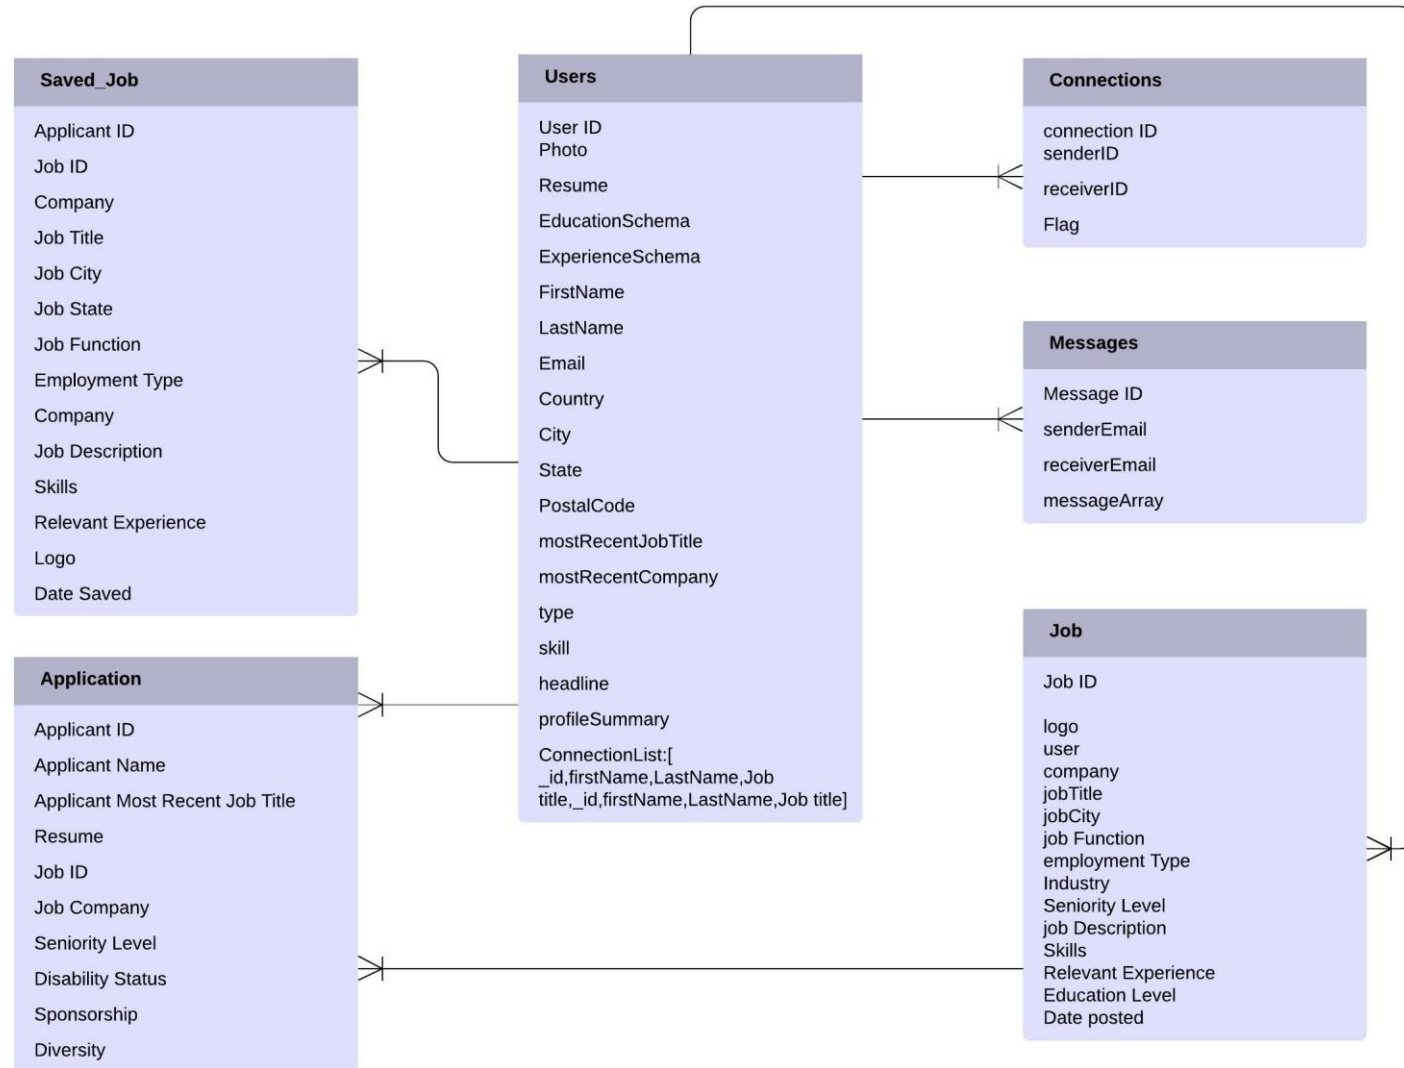 Saved_Job
Applicant ID
Job ID
Company
Job Title
Job City
Job State
Job Function
Employment Type
Company
Job Description
Skills
Relevant Experience
Logo
Date Saved
Application
Applicant ID
Applicant Name
Applicant Most Recent Job Title
Resume
Job ID
Job Company
Seniority Level
Disability Status
Sponsorship
Diversity
Users
User ID
Photo
Resume
EducationSchema
ExperienceSchema
FirstName
LastName
Email
Country
City
State
PostalCode
mostRecentJobTitle
mostRecentCompany
type
skill
headline
profileSummary
ConnectionList:[
_id,firstName,LastName,Job
title,_id,firstName,LastName,Job title]
Connections
connection ID
senderID
receiverID
Flag
Messages
Message ID
senderEmail
receiverEmail
messageArray
Job
Job ID
logo
user
company
jobTitle
jobCity
job Function
employment Type
Industry
Seniority Level
job Description
Skills
Relevant Experience
Education Level
Date posted